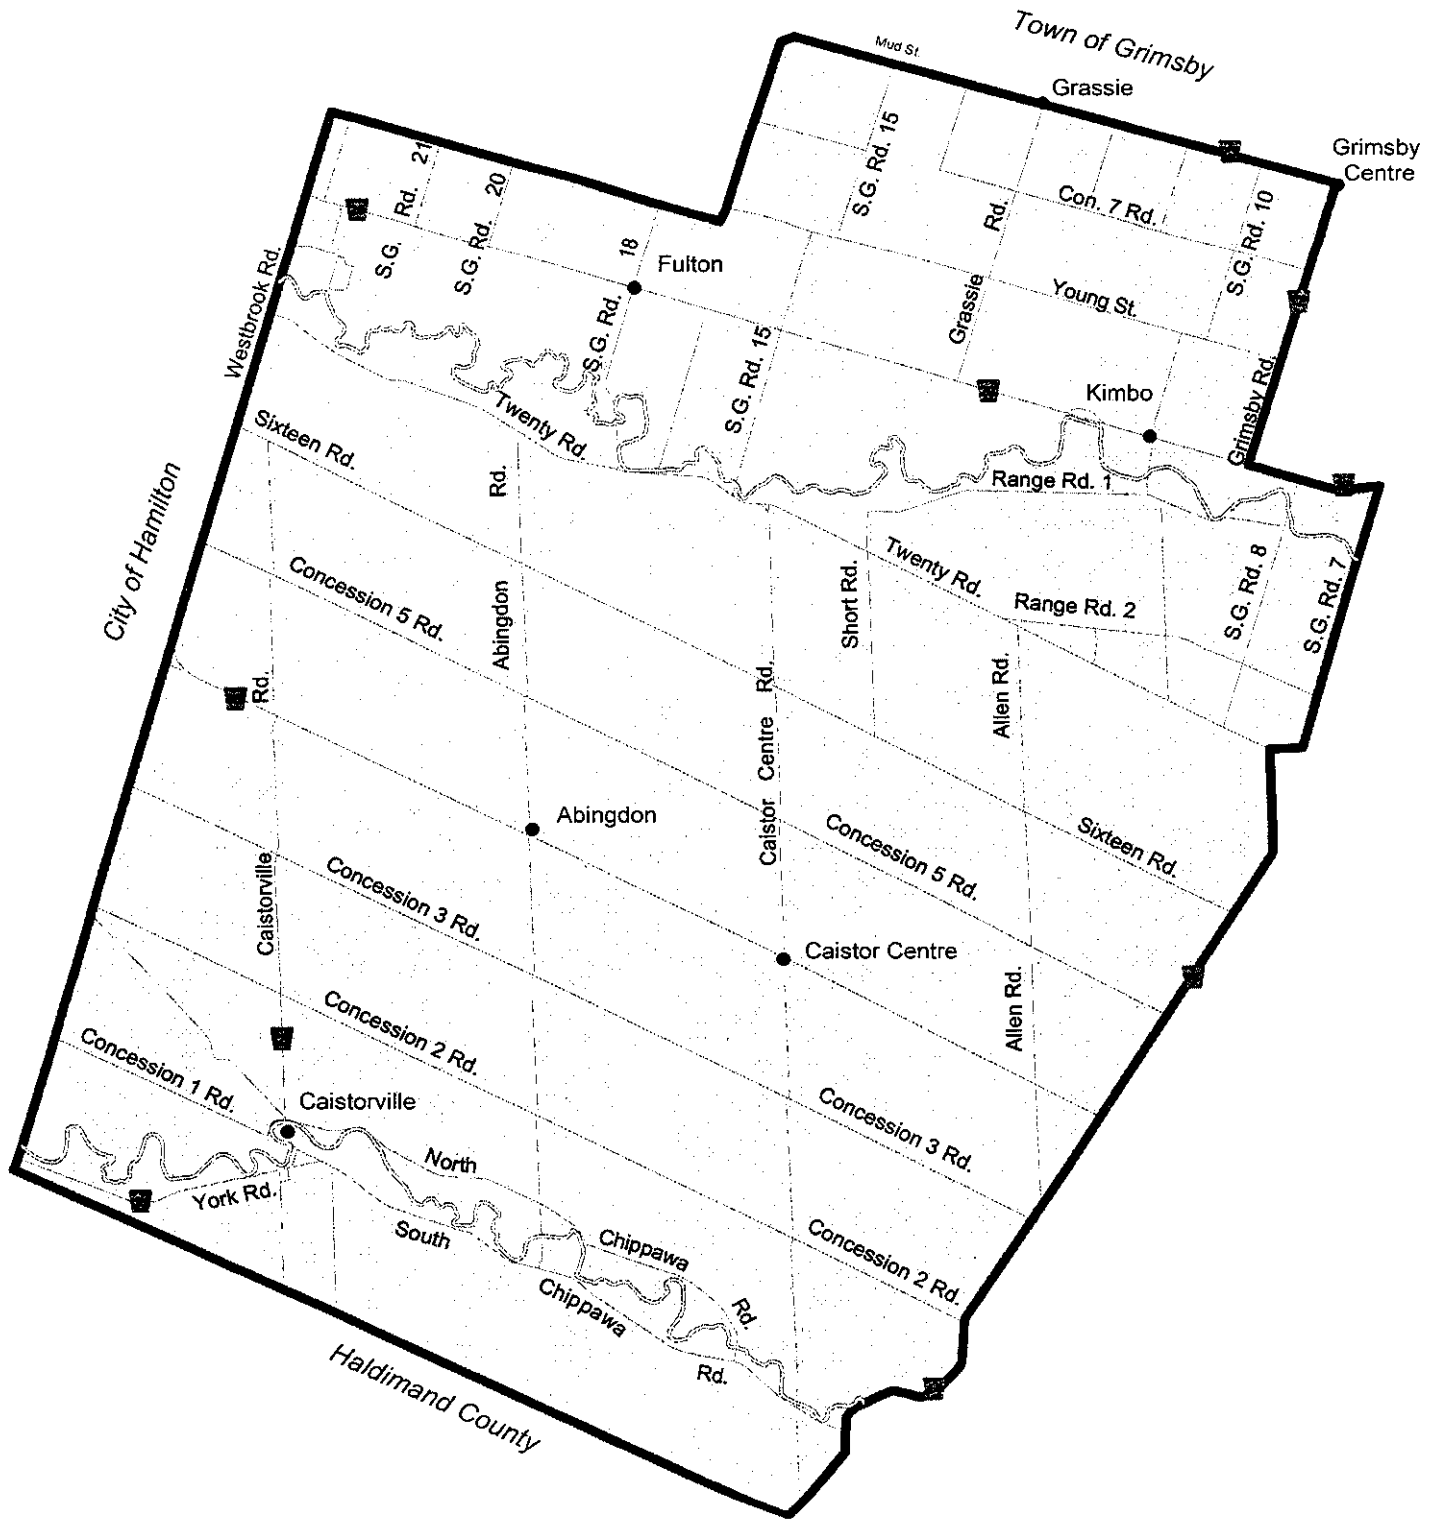 Town of Grimsby
Mud St.
Grassie
Grimsby
Centre
S.G. Rd. 15
21
Rd.
S.G.
20
S.G. Rd.
Con. 7 Rd.
S.G. Rd. 10
Rd.
Grassie
18
S.G. Rd.
Fulton
Westbrook Rd.
Young St.
S.G. Rd. 15
Kimbo
Grimsby Rd.
Twenty Rd.
Sixteen Rd.
Rd.
Abingdon
Range Rd. 1
City of Hamilton
Concession 5 Rd.
Short Rd.
Twenty Rd.
Range Rd. 2
S.G. Rd. 8
S.G. Rd. 7
Rd.
Caistorville
Rd.
Centre
Caistor
Allen Rd.
Abingdon
Concession 5 Rd.
Sixteen Rd.
Concession 3 Rd.
Caistor Centre
Allen Rd.
Concession 2 Rd.
Concession 1 Rd.
Caistorville
Concession 3 Rd.
North
York Rd.
South
Chippawa
Rd.
Chippawa
Rd.
Concession 2 Rd.
Haldimand County